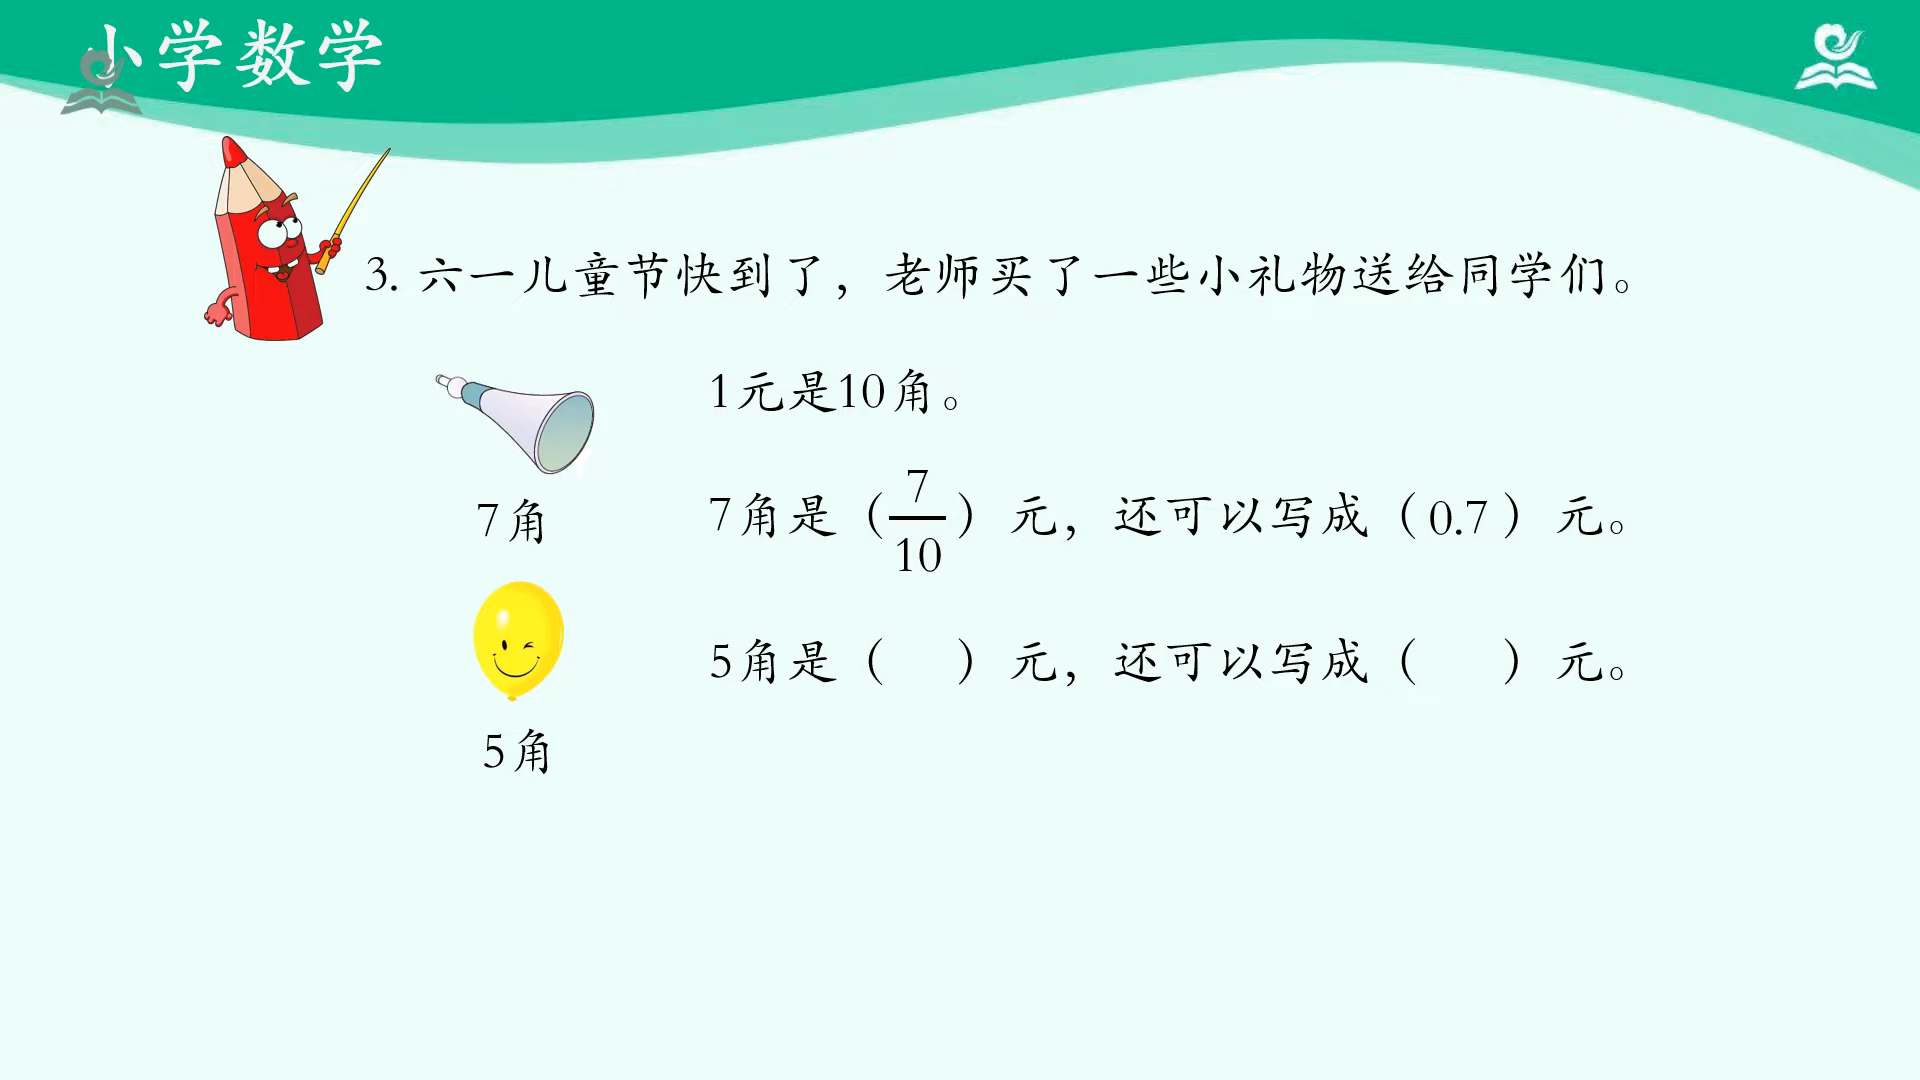 小学数学
3. 六一儿童节快到了，老师买了一些小礼物送给同学们。
1元是10角。
7角
7角是（7/10）元，还可以写成（0.7）元。
5角是（　）元，还可以写成（　）元。
5角